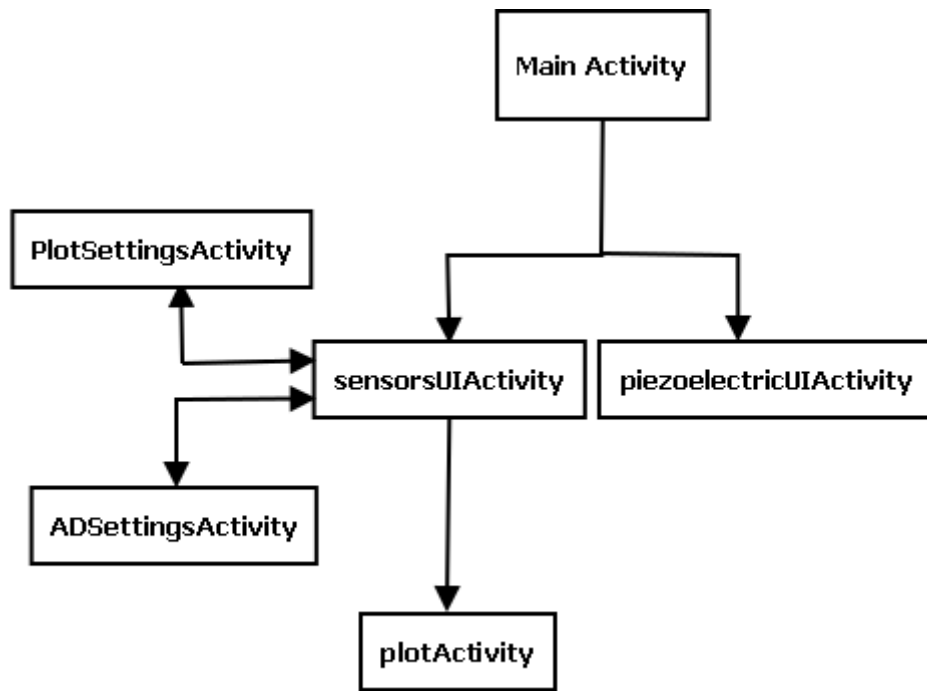 Main Activity
PlotSettingsActivity
sensorsUIActivity
piezoelectricUIActivity
ADSettingsActivity
plotActivity